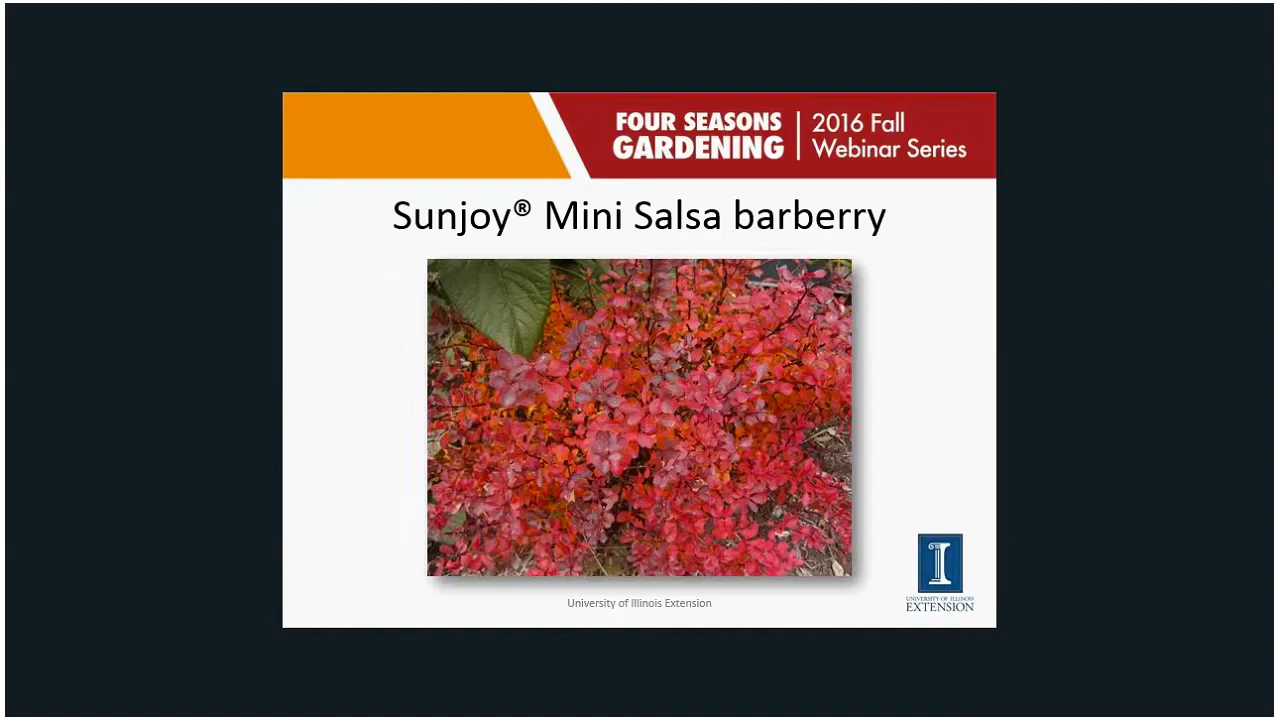 FOUR SEASONS
GARDENING
2016 Fall
Webinar Series
Sunjoy® Mini Salsa barberry
University of Illinois Extension
I
UNIVERSITY OF ILLINOIS
EXTENSION